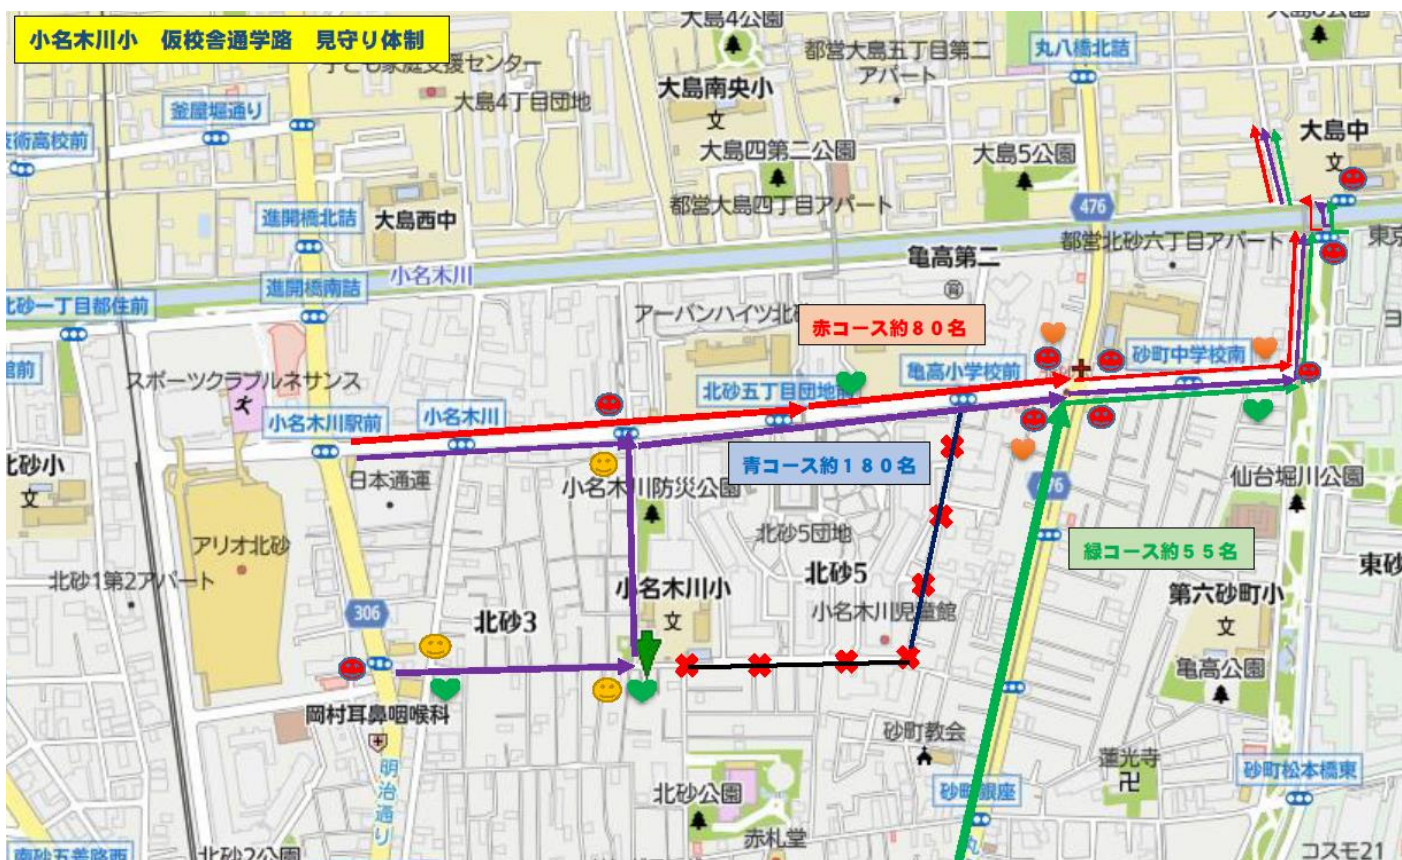 小名木川小　仮校舎通学路　見守り体制
大島4公園
都営大島五丁目第二
アパート
丸八橋北詰
大島4丁目団地
大島南央小
文
釜屋堀通り
技術高校前
大島四第二公園
大島5公園
大島中
文
大島西中
進開橋北詰
都営大島四丁目アパート
476
都営北砂六丁目アパート
小名木川
亀高第二
進開橋南詰
北砂一丁目都住前
アーバンハイツ北
赤コース約８０名
スポーツクラブルネサンス
砂町中学校南
亀高小学校前
北砂五丁目団地前
小名木川駅前
小名木川
北砂小
文
日本通運
青コース約１８０名
小名木川防災公園
仙台堀川公園
アリオ北砂
北砂5団地
緑コース約５５名
北砂1第2アパート
小名木川小
文
北砂5
306
北砂3
小名木川児童館
第六砂町小
文
亀高公園
岡村耳鼻咽喉科
砂町教会
蓮光寺
明治通り
砂町銀座
砂町松本橋東
北砂公園
赤札堂
北砂2公園
コスモ21